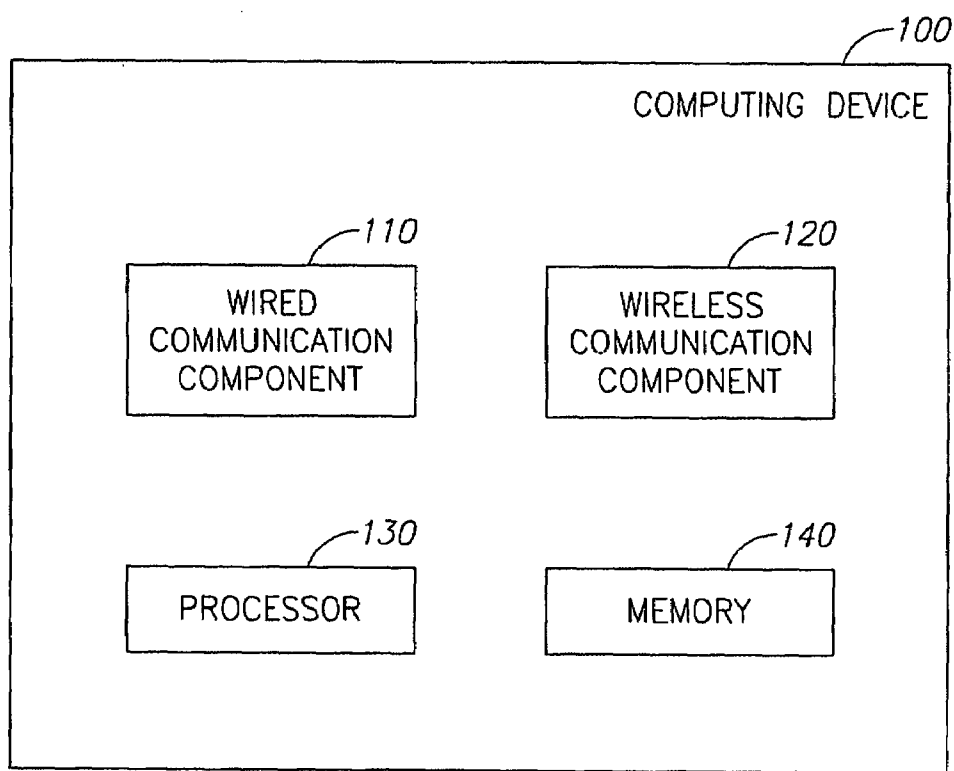 100
COMPUTING DEVICE
110
WIRED
COMMUNICATION
COMPONENT
120
WIRELESS
COMMUNICATION
COMPONENT
130
PROCESSOR
140
MEMORY